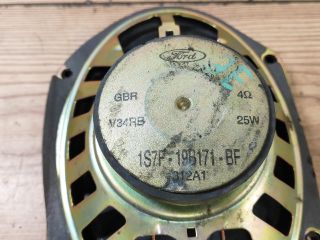 Ford
GBR 4Ω
V34RB 25W
1S7F-19B171-BF
312A1